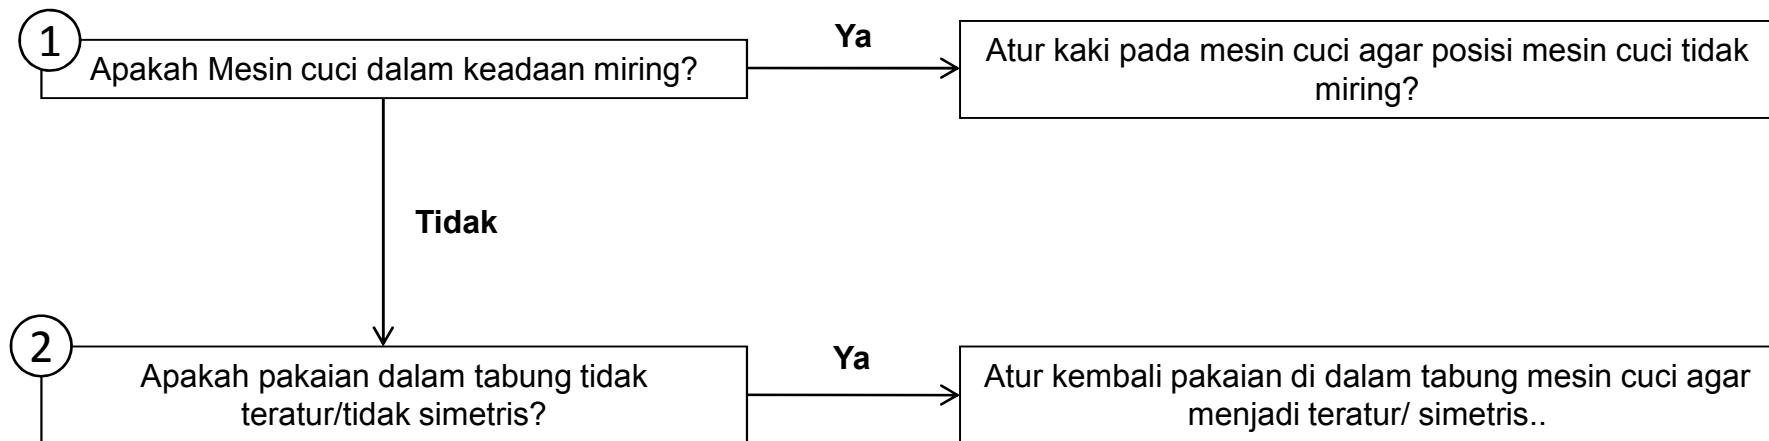 1
Apakah Mesin cuci dalam keadaan miring?
Ya
Atur kaki pada mesin cuci agar posisi mesin cuci tidak
miring?
Tidak
2
Apakah pakaian dalam tabung tidak
teratur/tidak simetris?
Ya
Atur kembali pakaian di dalam tabung mesin cuci agar
menjadi teratur/ simetris..